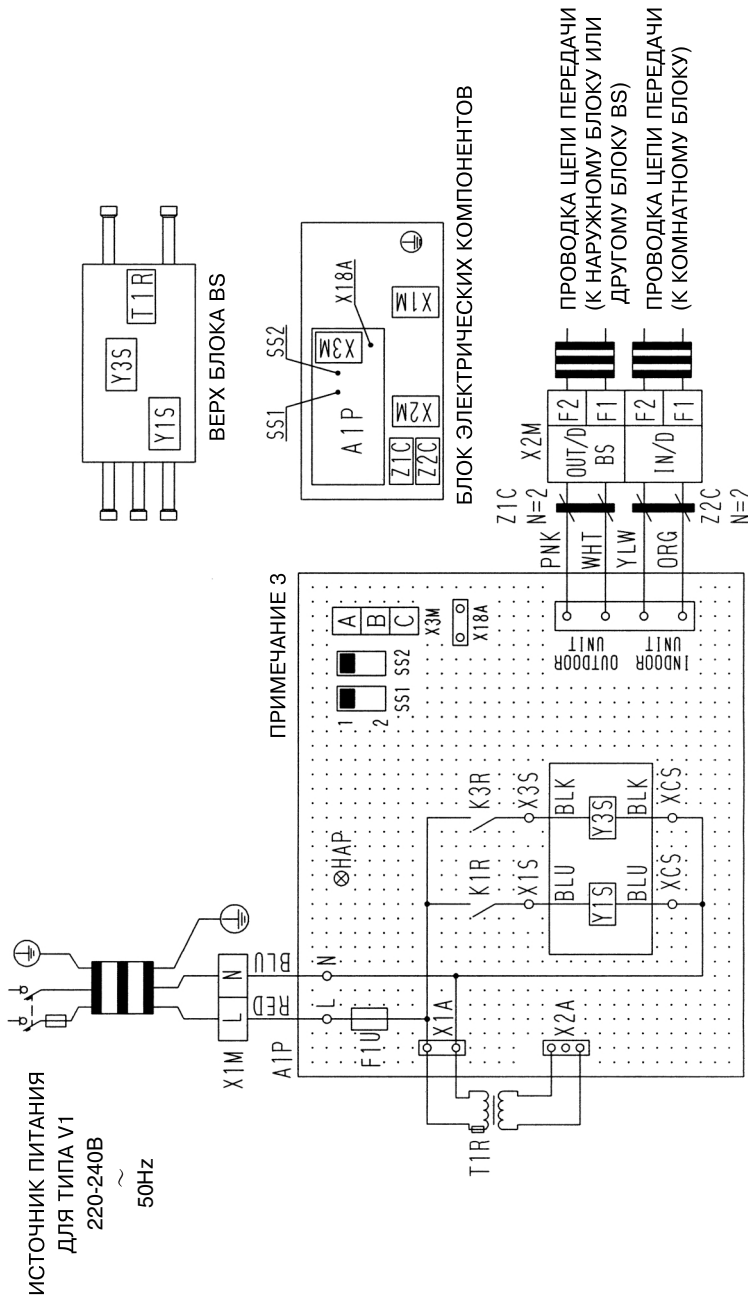 ИСТОЧНИК ПИТАНИЯ
ДЛЯ ТИПА V1
220-240В
~
50Hz
X1M
L
N
RED
BLU
A1P
L
N
F1U
X1A
X2A
T1R
HAP
K1R
K3R
X1S
X3S
BLU
BLK
Y1S
Y3S
BLU
BLK
XCS
XCS
ПРИМЕЧАНИЕ 3
1
2
SS1
SS2
A
B
C
X3M
X18A
OUTDOOR
UNIT
INDOOR
UNIT
PNK
WHT
YLW
ORG
Z1C
N=2
Z2C
N=2
X2M
OUT/D
BS
IN/D
F2
F1
F2
F1
ПРОВОДКА ЦЕПИ ПЕРЕДАЧИ
(К НАРУЖНОМУ БЛОКУ ИЛИ
ДРУГОМУ БЛОКУ BS)
ПРОВОДКА ЦЕПИ ПЕРЕДАЧИ
(К КОМНАТНОМУ БЛОКУ)
Y1S
Y3S
T1R
ВЕРХ БЛОКА BS
SS1
SS2
X18A
A1P
X3M
Z1C
Z2C
X2M
X1M
БЛОК ЭЛЕКТРИЧЕСКИХ КОМПОНЕНТОВ